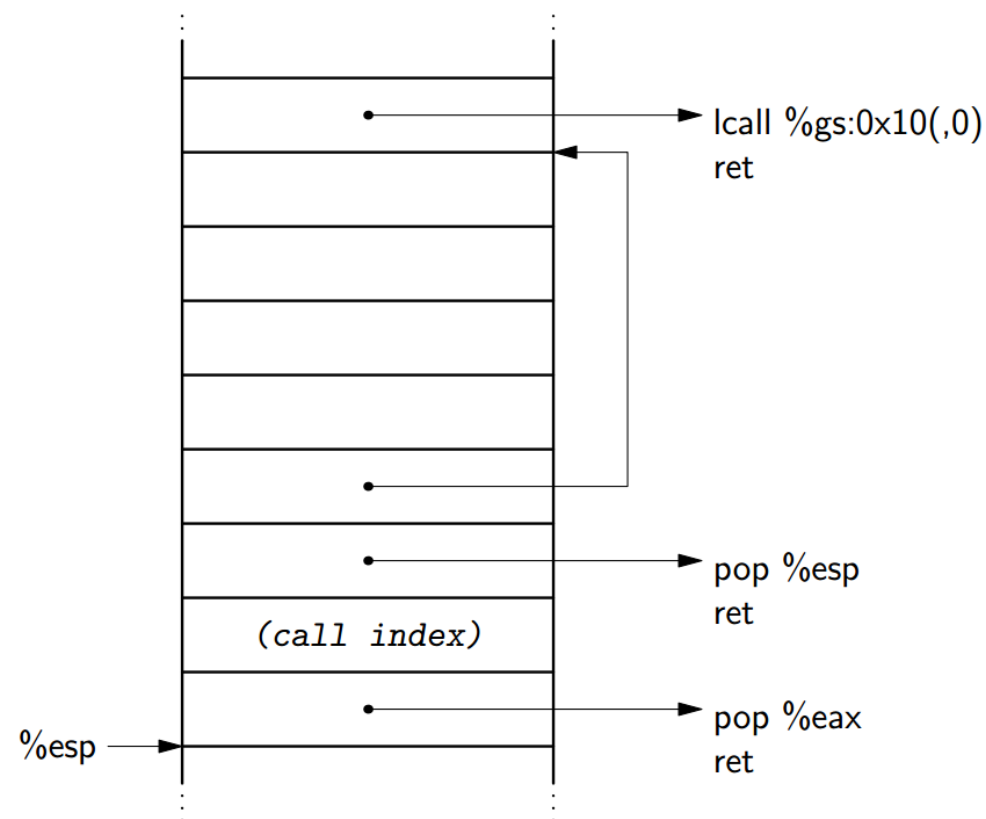 lcall %gs:0x10(,0)
ret
pop %esp
ret
(call index)
pop %eax
ret
%esp